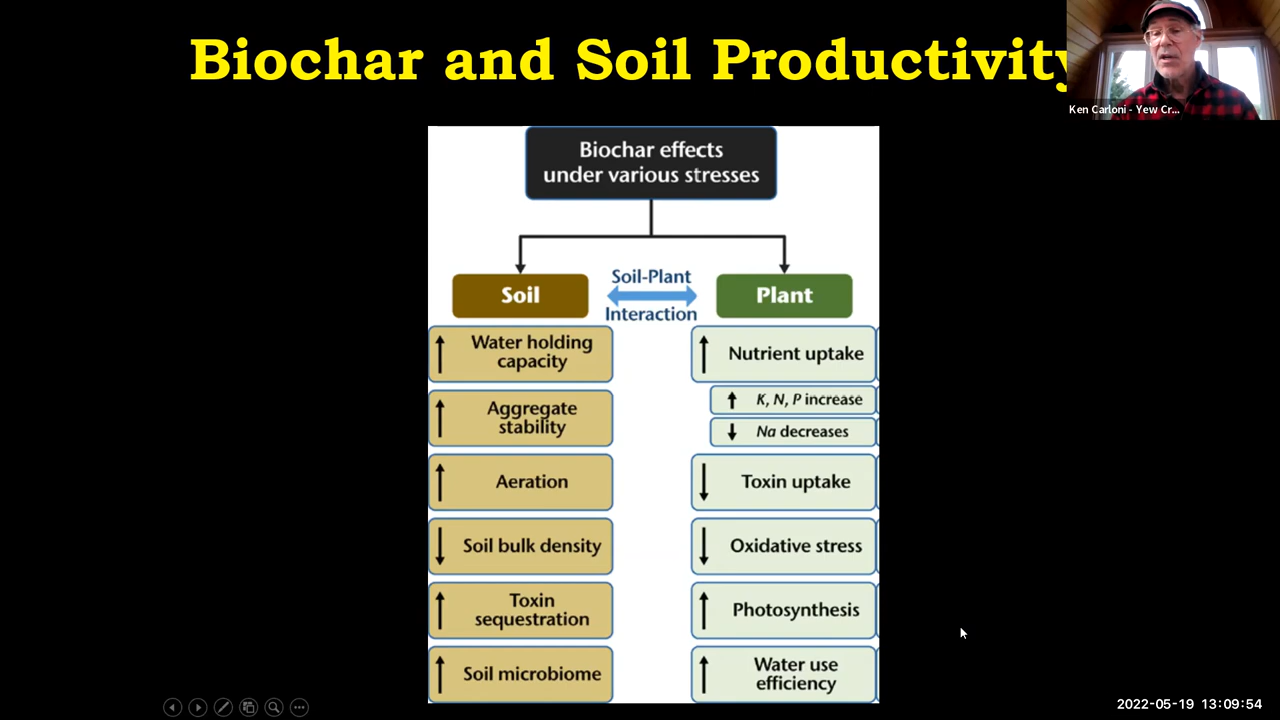 Biochar and Soil Productivity
Ken Carloni - Yew Cr...
Biochar effects
under various stresses
Soil
Soil-Plant
Interaction
Plant
Water holding
capacity
Aggregate
stability
Aeration
Soil bulk density
Toxin
sequestration
Soil microbiome
Nutrient uptake
K, N, P increase
Na decreases
Toxin uptake
Oxidative stress
Photosynthesis
Water use
efficiency
2022-05-19 13:09:54